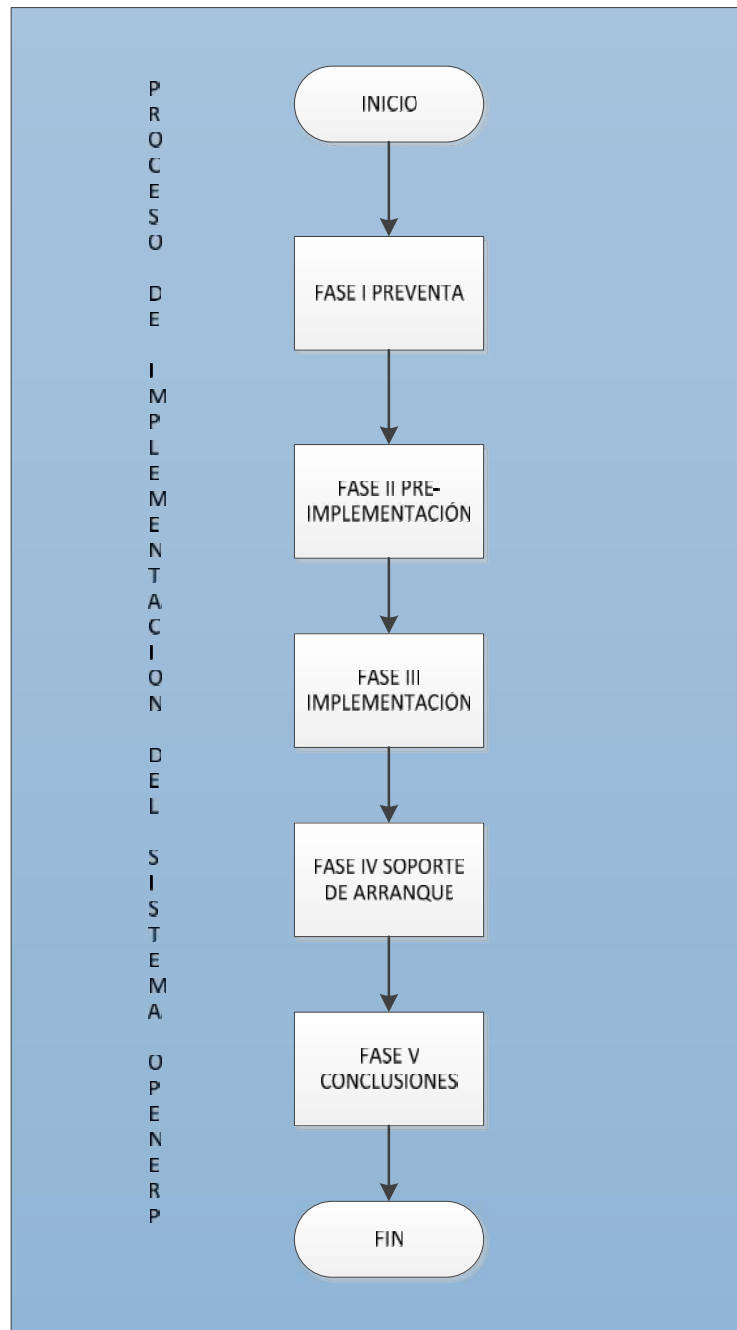 PROCESO DE IMPLEMENTACION DEL SISTEMA OPENERP
INICIO
FASE I PREVENTA
FASE II PRE-
IMPLEMENTACIÓN
FASE III
IMPLEMENTACIÓN
FASE IV SOPORTE
DE ARRANQUE
FASE V
CONCLUSIONES
FIN